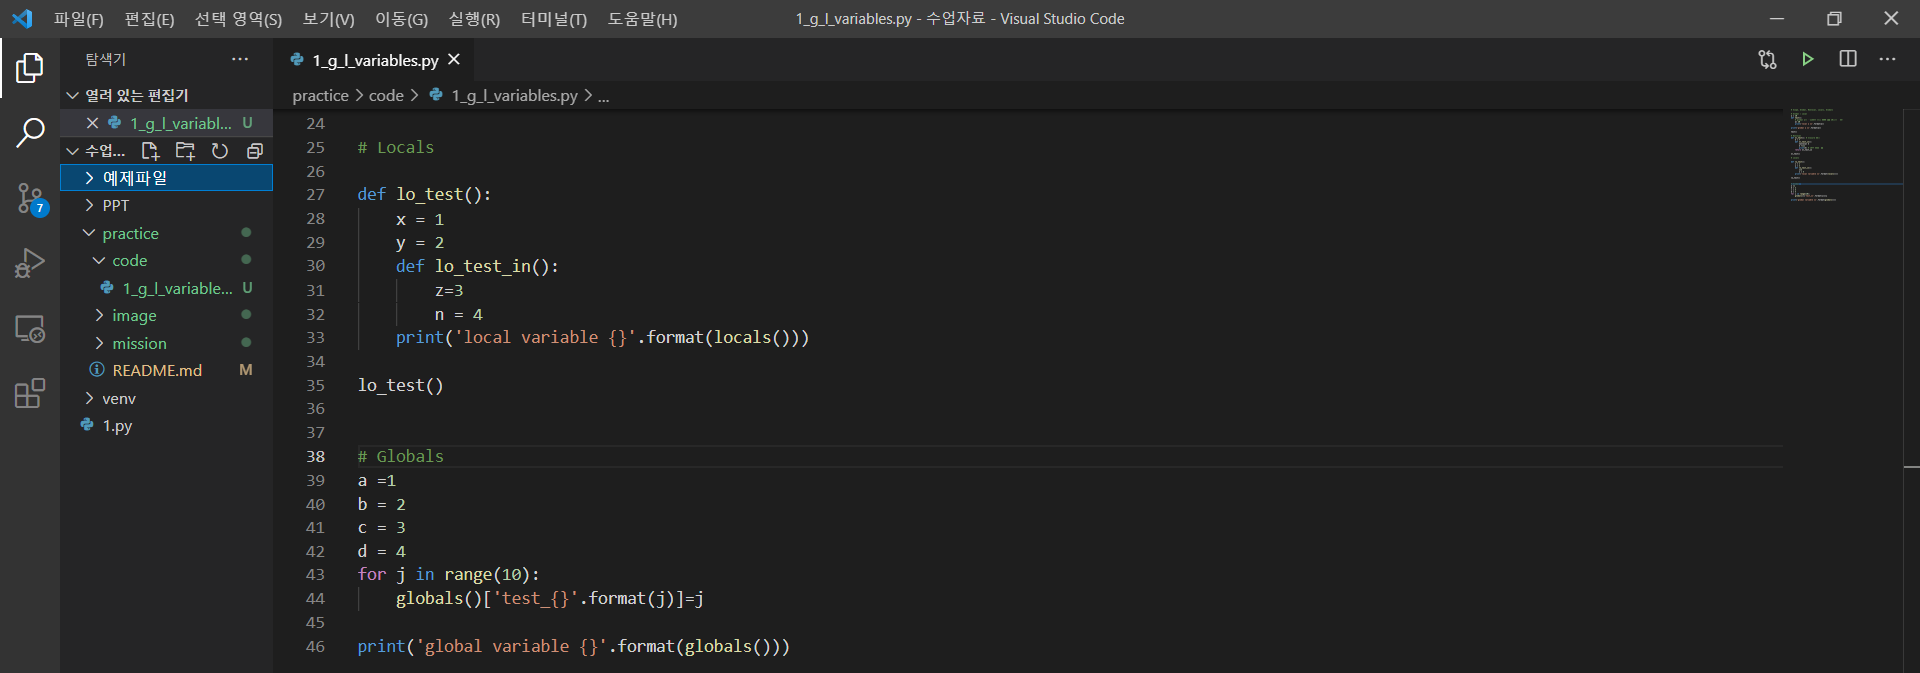 파일(F) 편집(E) 선택 영역(S) 보기(V) 이동(G) 실행(R) 터미널(T) 도움말(H) 1_g_l_variables.py - 수업자료 - Visual Studio Code
탐색기 ...
1_g_l_variables.py
열려 있는 편집기
practice > code > 1_g_l_variables.py > ...
1_g_l_variabl... U
수업...
예제파일
PPT
practice
code
1_g_l_variable... U
image
mission
README.md M
venv
1.py
7
24
25 # Locals
26
27 def lo_test():
28 x = 1
29 y = 2
30 def lo_test_in():
31 z=3
32 n = 4
33 print('local variable {}'.format(locals()))
34
35 lo_test()
36
37
38 # Globals
39 a =1
40 b = 2
41 c = 3
42 d = 4
43 for j in range(10):
44 globals()['test_{}'.format(j)]=j
45
46 print('global variable {}'.format(globals()))